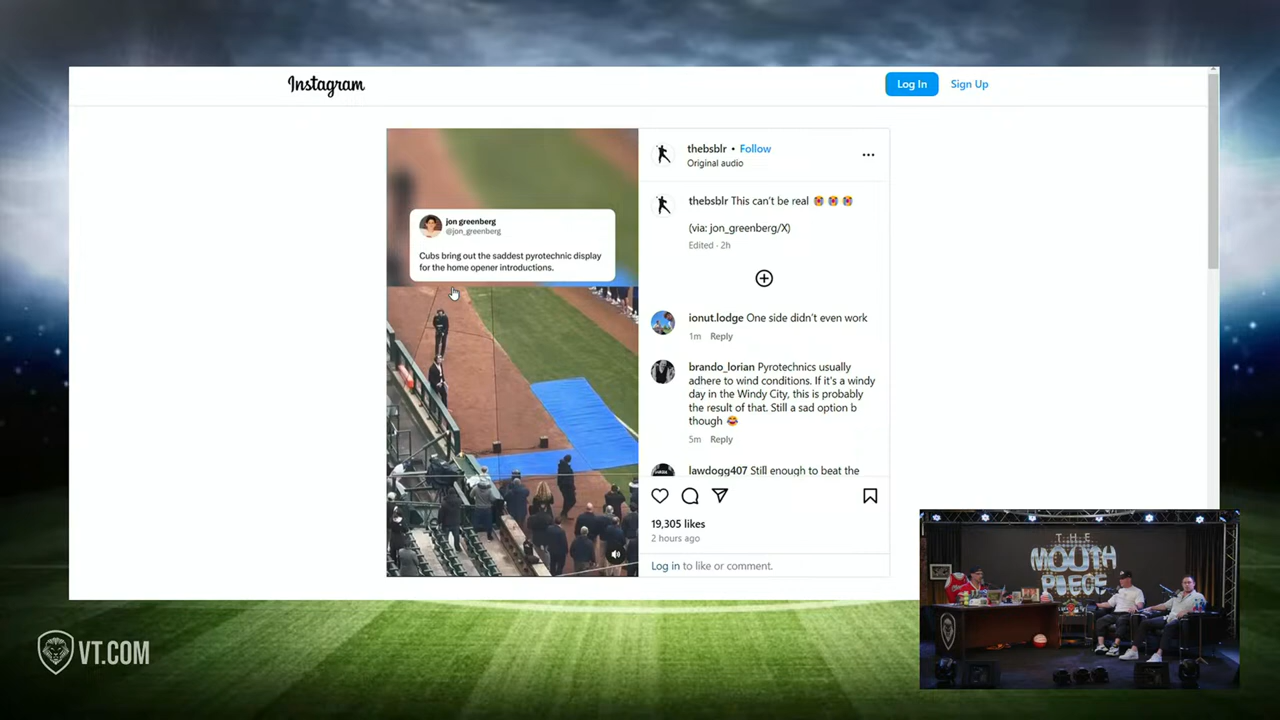 Instagram
Log In
Sign Up
jon greenberg
@jon_greenberg
Cubs bring out the saddest pyrotechnic display
for the home opener introductions.
thebsblr • Follow
Original audio
thebsblr This can't be real
(via: jon_greenberg/X)
Edited · 2h
ionut.lodge One side didn't even work
1m Reply
brando_lorian Pyrotechnics usually
adhere to wind conditions. If it's a windy
day in the Windy City, this is probably
the result of that. Still a sad option b
though
5m Reply
lawdogg407 Still enough to beat the
19,305 likes
2 hours ago
Log in to like or comment.
THE
MOUTH
PIECE
VT.COM